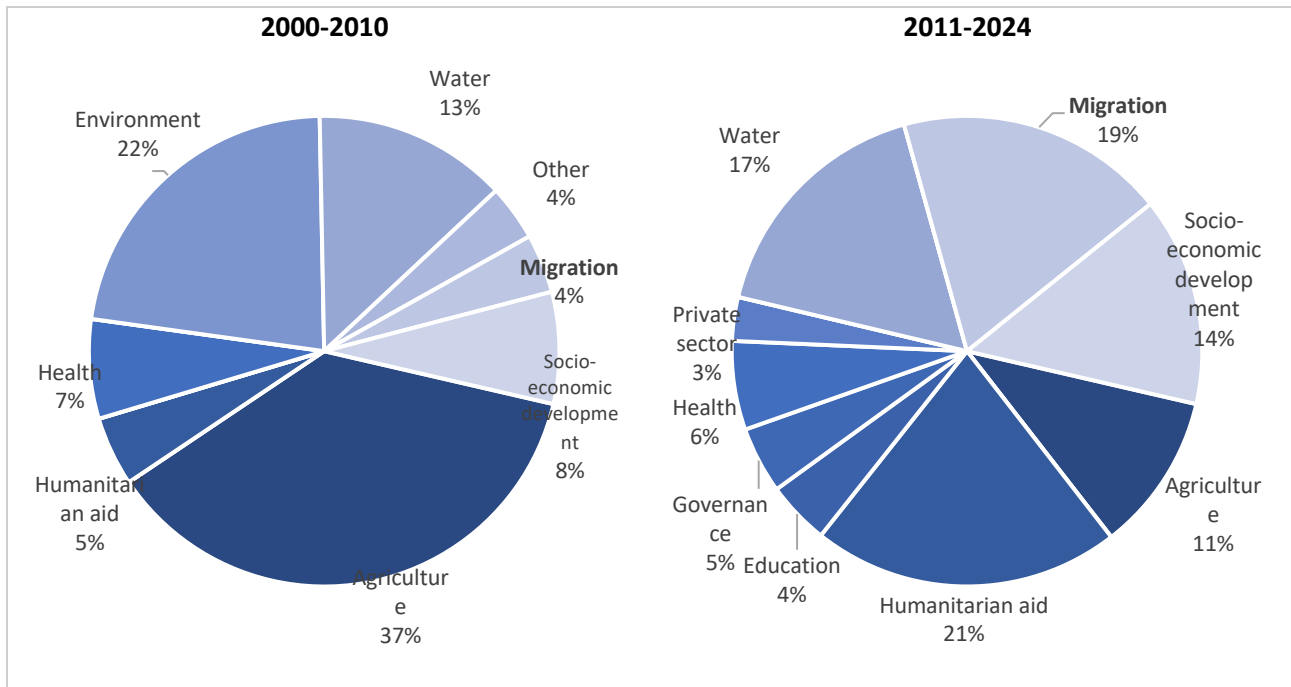 2000-2010
Water
13%
Environment
22%
Other
4%
Migration
4%
Socio-
economic
developme
nt
8%
Health
7%
Humanitari
an aid
5%
Agricultur
e
37%
2011-2024
Migration
19%
Water
17%
Socio-
economic
develop
ment
14%
Private
sector
3%
Health
6%
Governan
ce
5%
Education
4%
Humanitarian aid
21%
Agricultur
e
11%